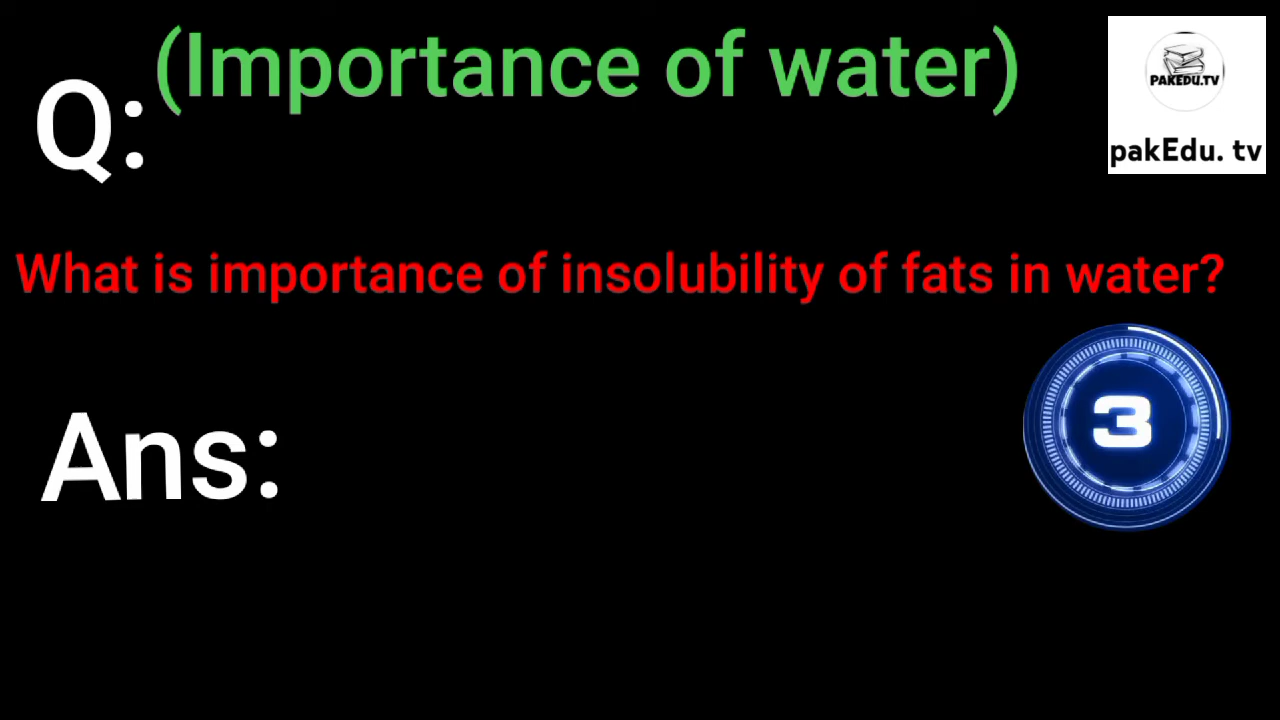 (Importance of water)
Q:
PAKEDU.TV
pakEdu. tv
What is importance of insolubility of fats in water?
3
Ans: